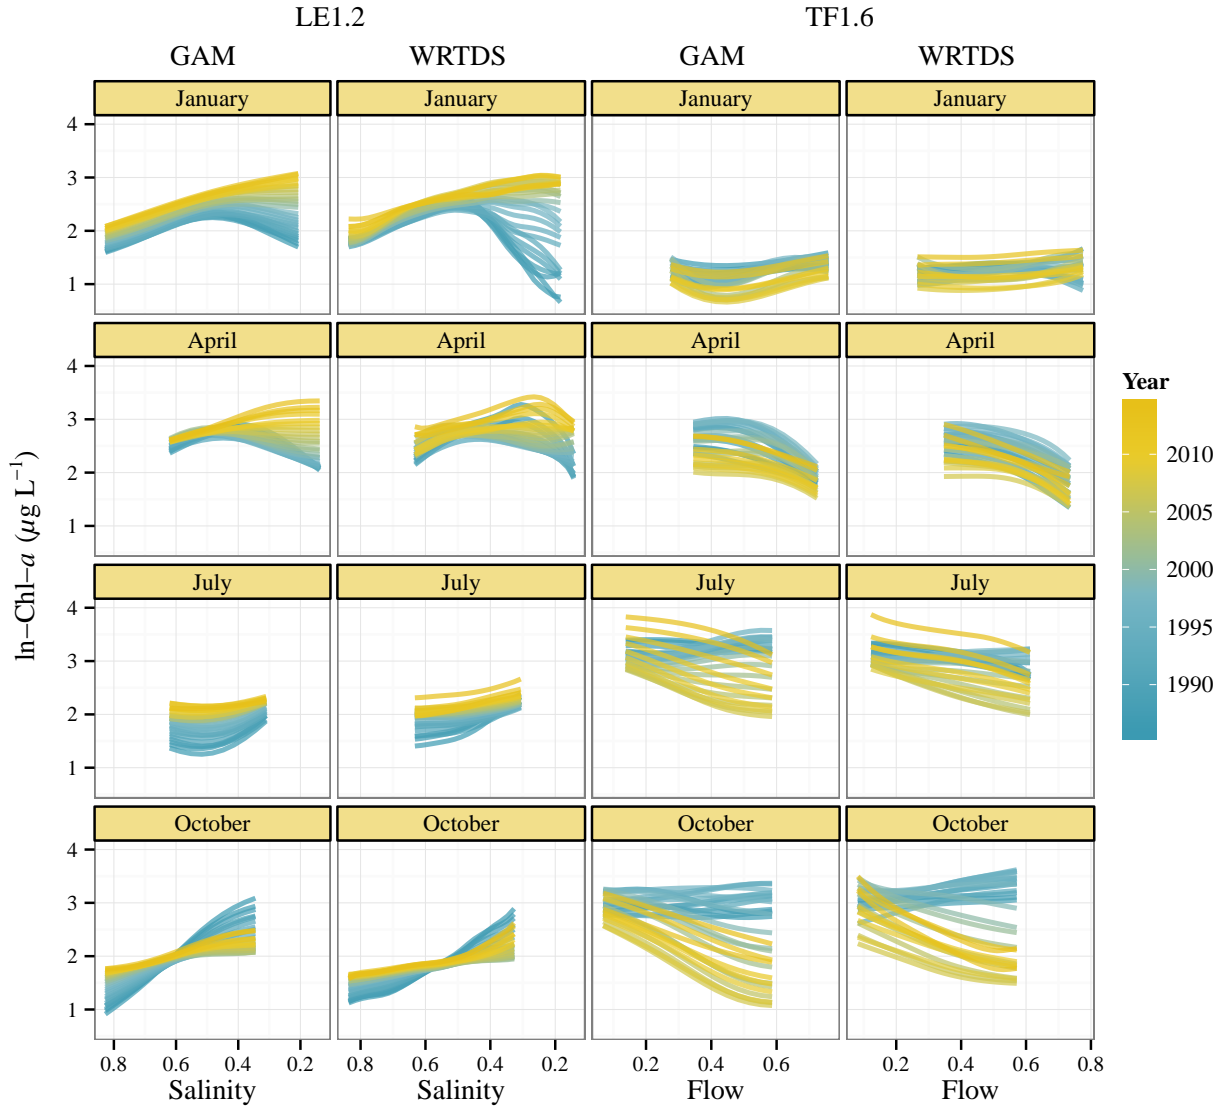 LE1.2 TF1.6
GAM WRTDS GAM WRTDS
January January January January
4
3
2
1
April April April April
4
3
2
1
July July July July
4
3
2
1
October October October October
4
3
2
1
0.8 0.6 0.4 0.2 0.8 0.6 0.4 0.2 0.2 0.4 0.6 0.2 0.4 0.6 0.8
Salinity Salinity Flow Flow
ln−Chl−a (μg L⁻¹)
Year
2010
2005
2000
1995
1990